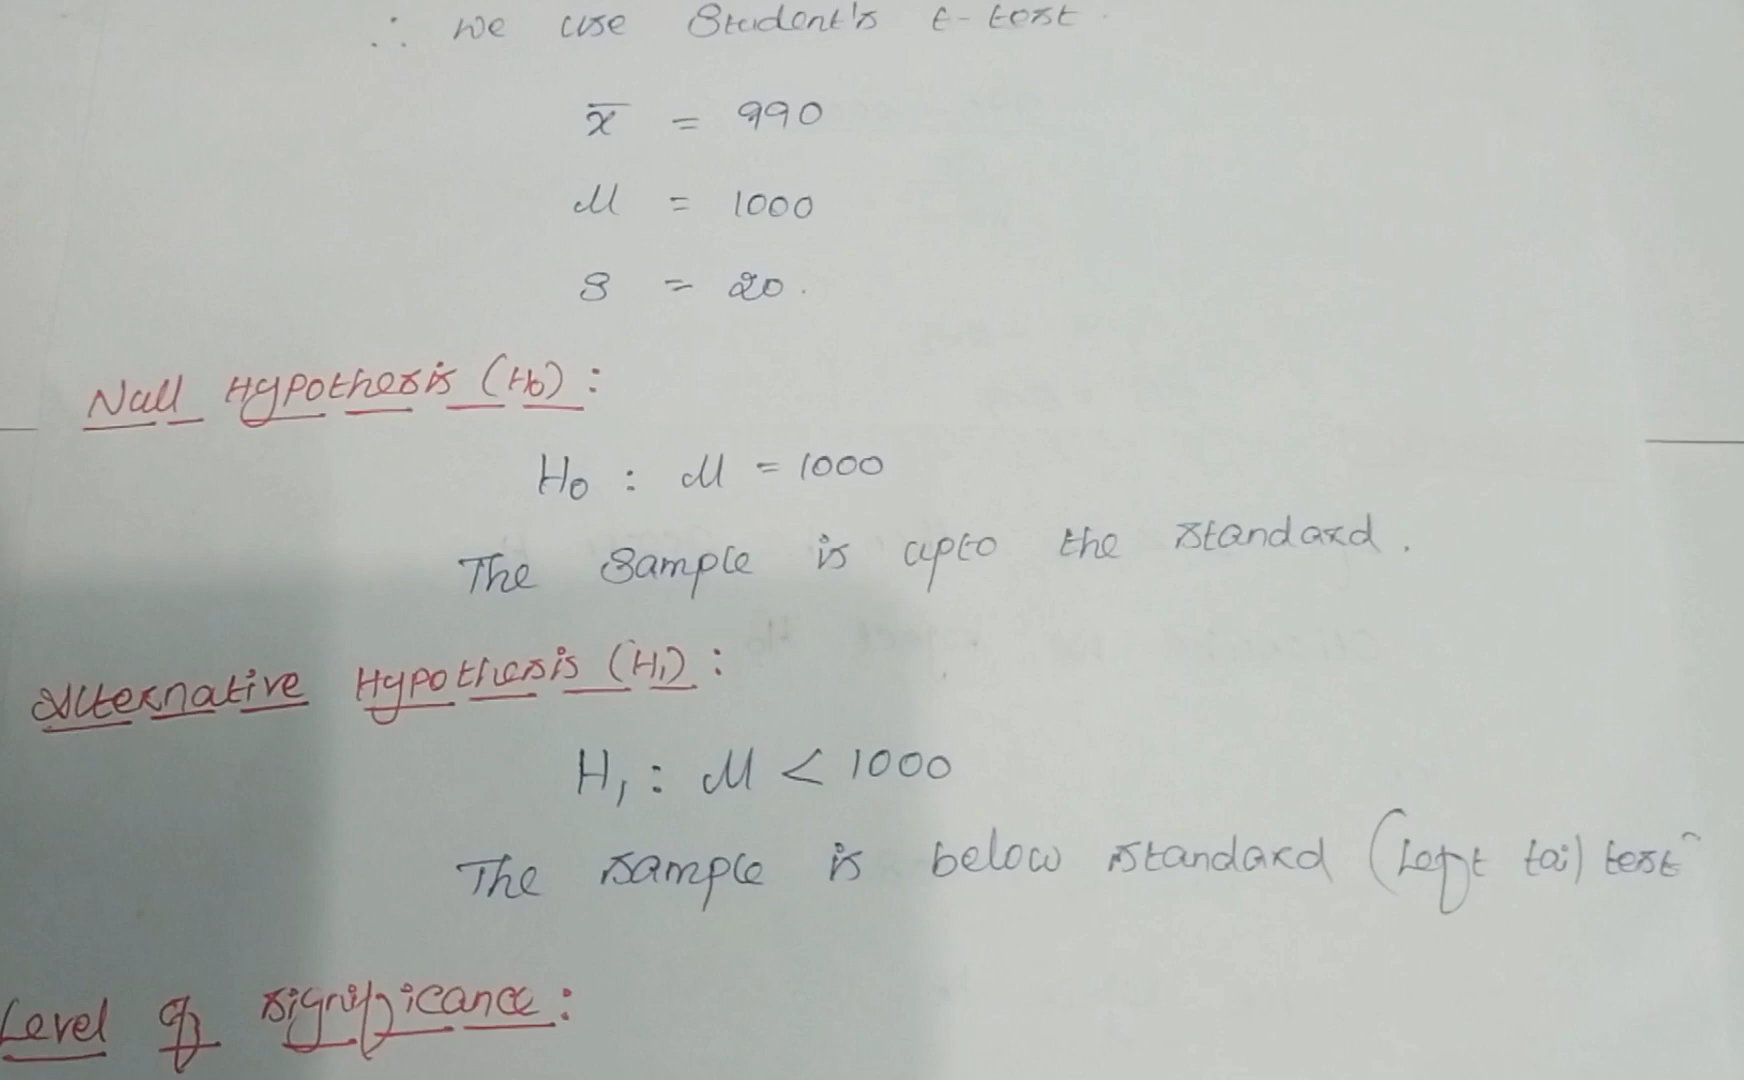 ∴ we use Student's t-test.
x̄ = 990
μ = 1000
S = 20.
Null Hypothesis (H₀) :
H₀ : μ = 1000
The Sample is upto the standard.
Alternative Hypothesis (H₁) :
H₁ : μ < 1000
The sample is below standard (Left tail test
Level of significance :